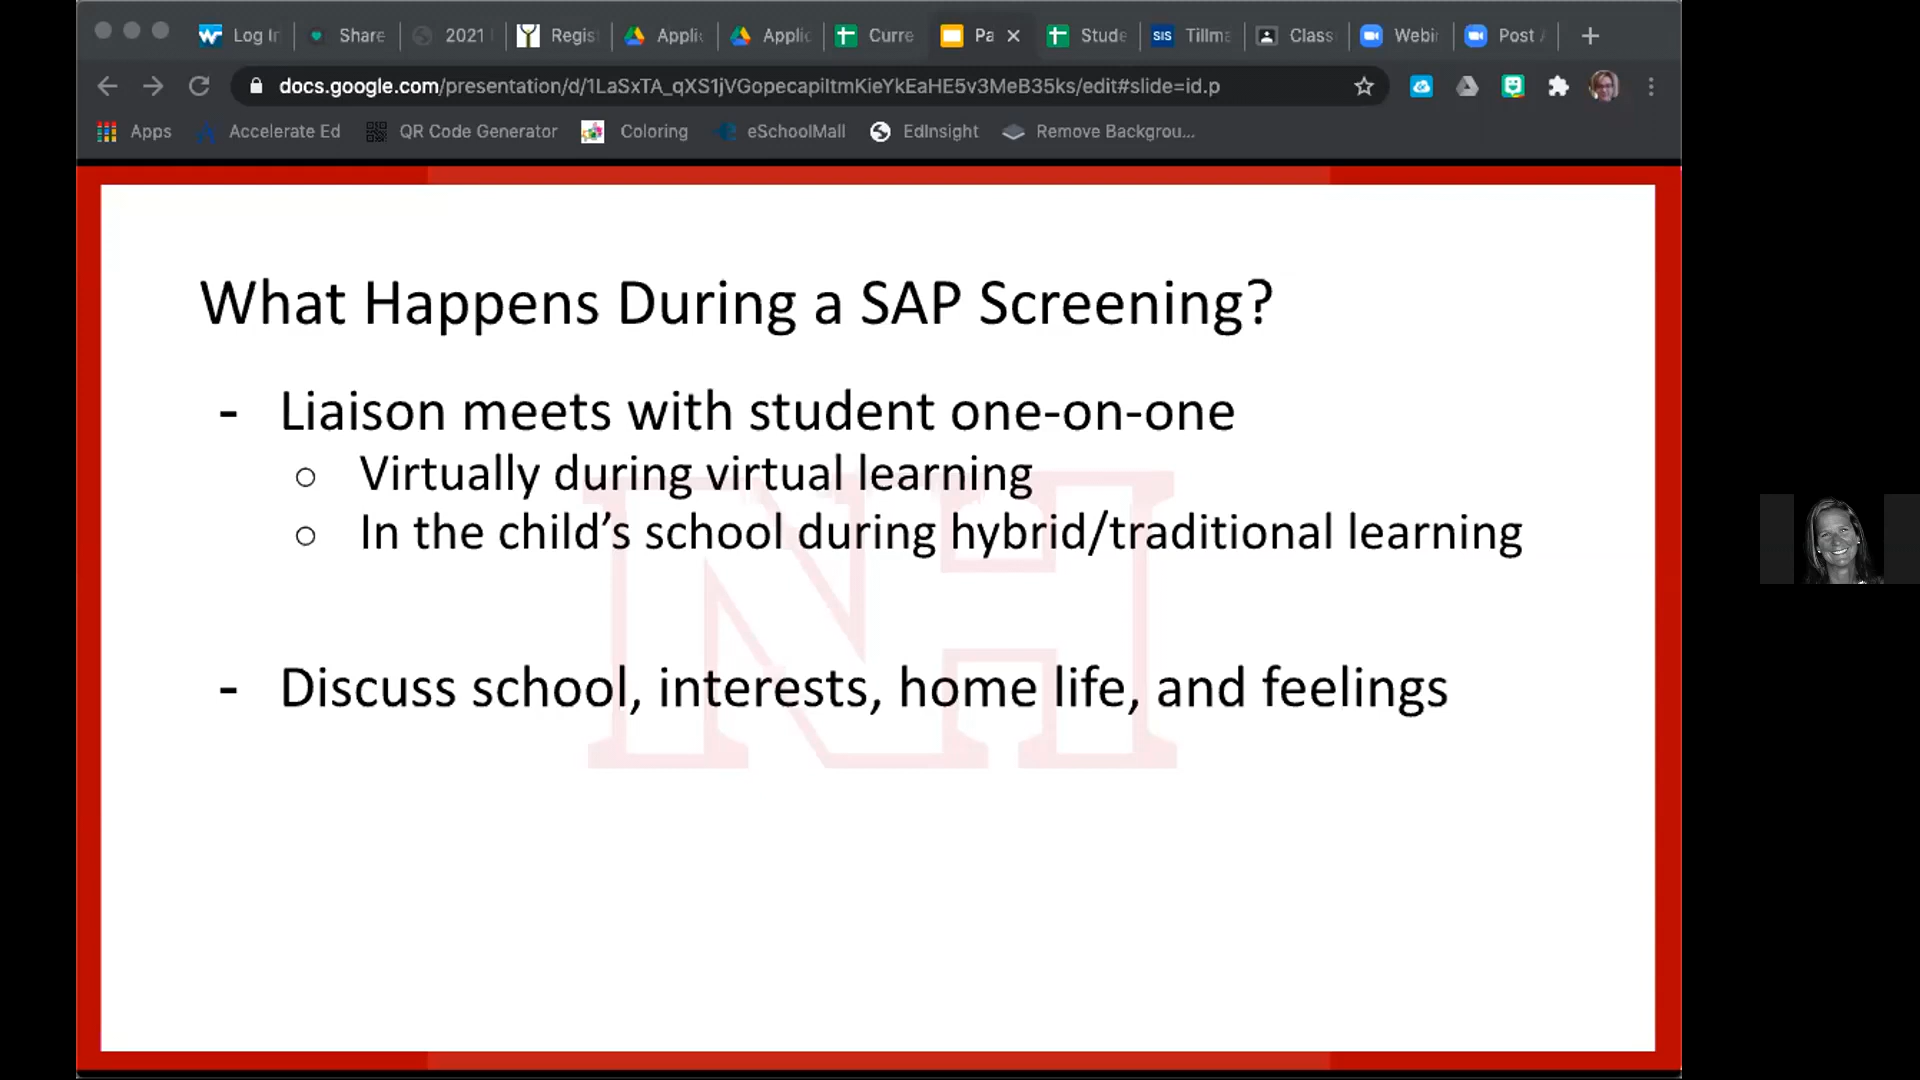 Log In
Share
2021
Regis
Applic
Curre
Pa
Stude
SIS
Tillma
Class
Webi
Post
docs.google.com/presentation/d/1LaSxTA_qXS1jVGopecapiItmKieYkEaHE5v3MeB35ks/edit#slide=id.p
Apps
Accelerate Ed
QR Code Generator
Coloring
eSchoolMall
EdInsight
Remove Backgrou...
What Happens During a SAP Screening?
- Liaison meets with student one-on-one
○ Virtually during virtual learning
○ In the child’s school during hybrid/traditional learning
- Discuss school, interests, home life, and feelings
NH